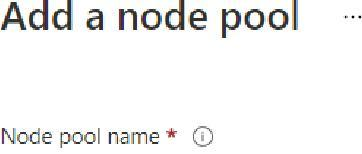 Add a node pool ...
Node pool name * ⓘ